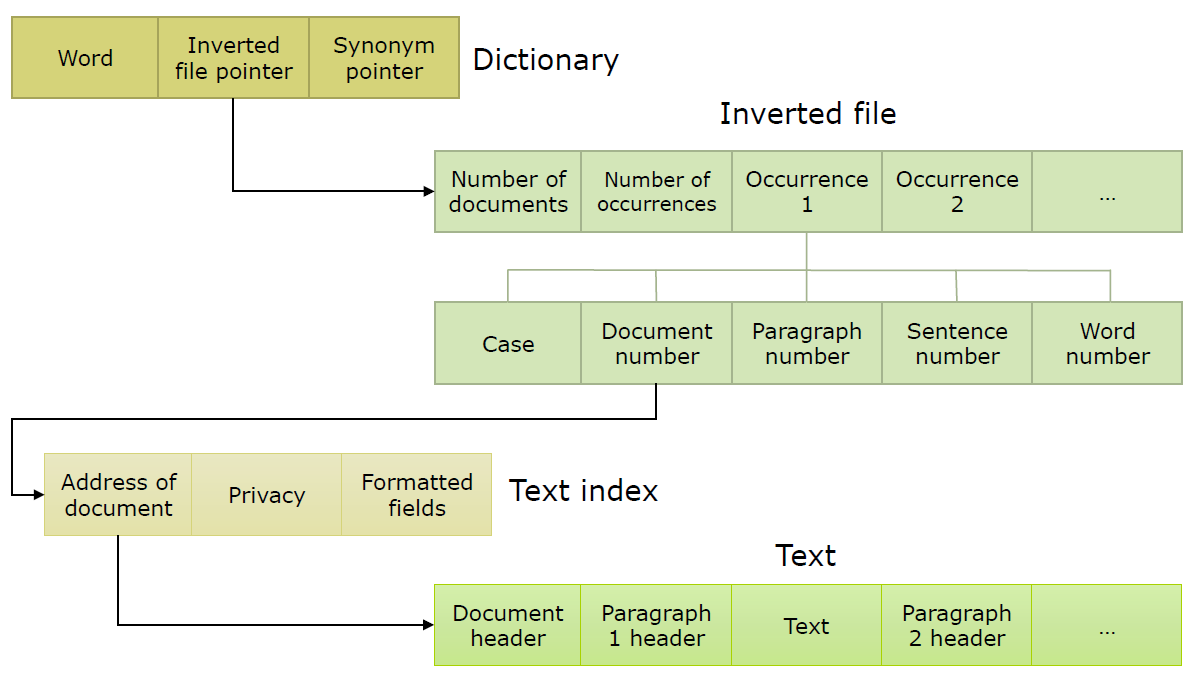 Word
Inverted
file pointer
Synonym
pointer
Dictionary
Inverted file
Number of
documents
Number of
occurrences
Occurrence
1
Occurrence
2
...
Case
Document
number
Paragraph
number
Sentence
number
Word
number
Address of
document
Privacy
Formatted
fields
Text index
Text
Document
header
Paragraph
1 header
Text
Paragraph
2 header
...